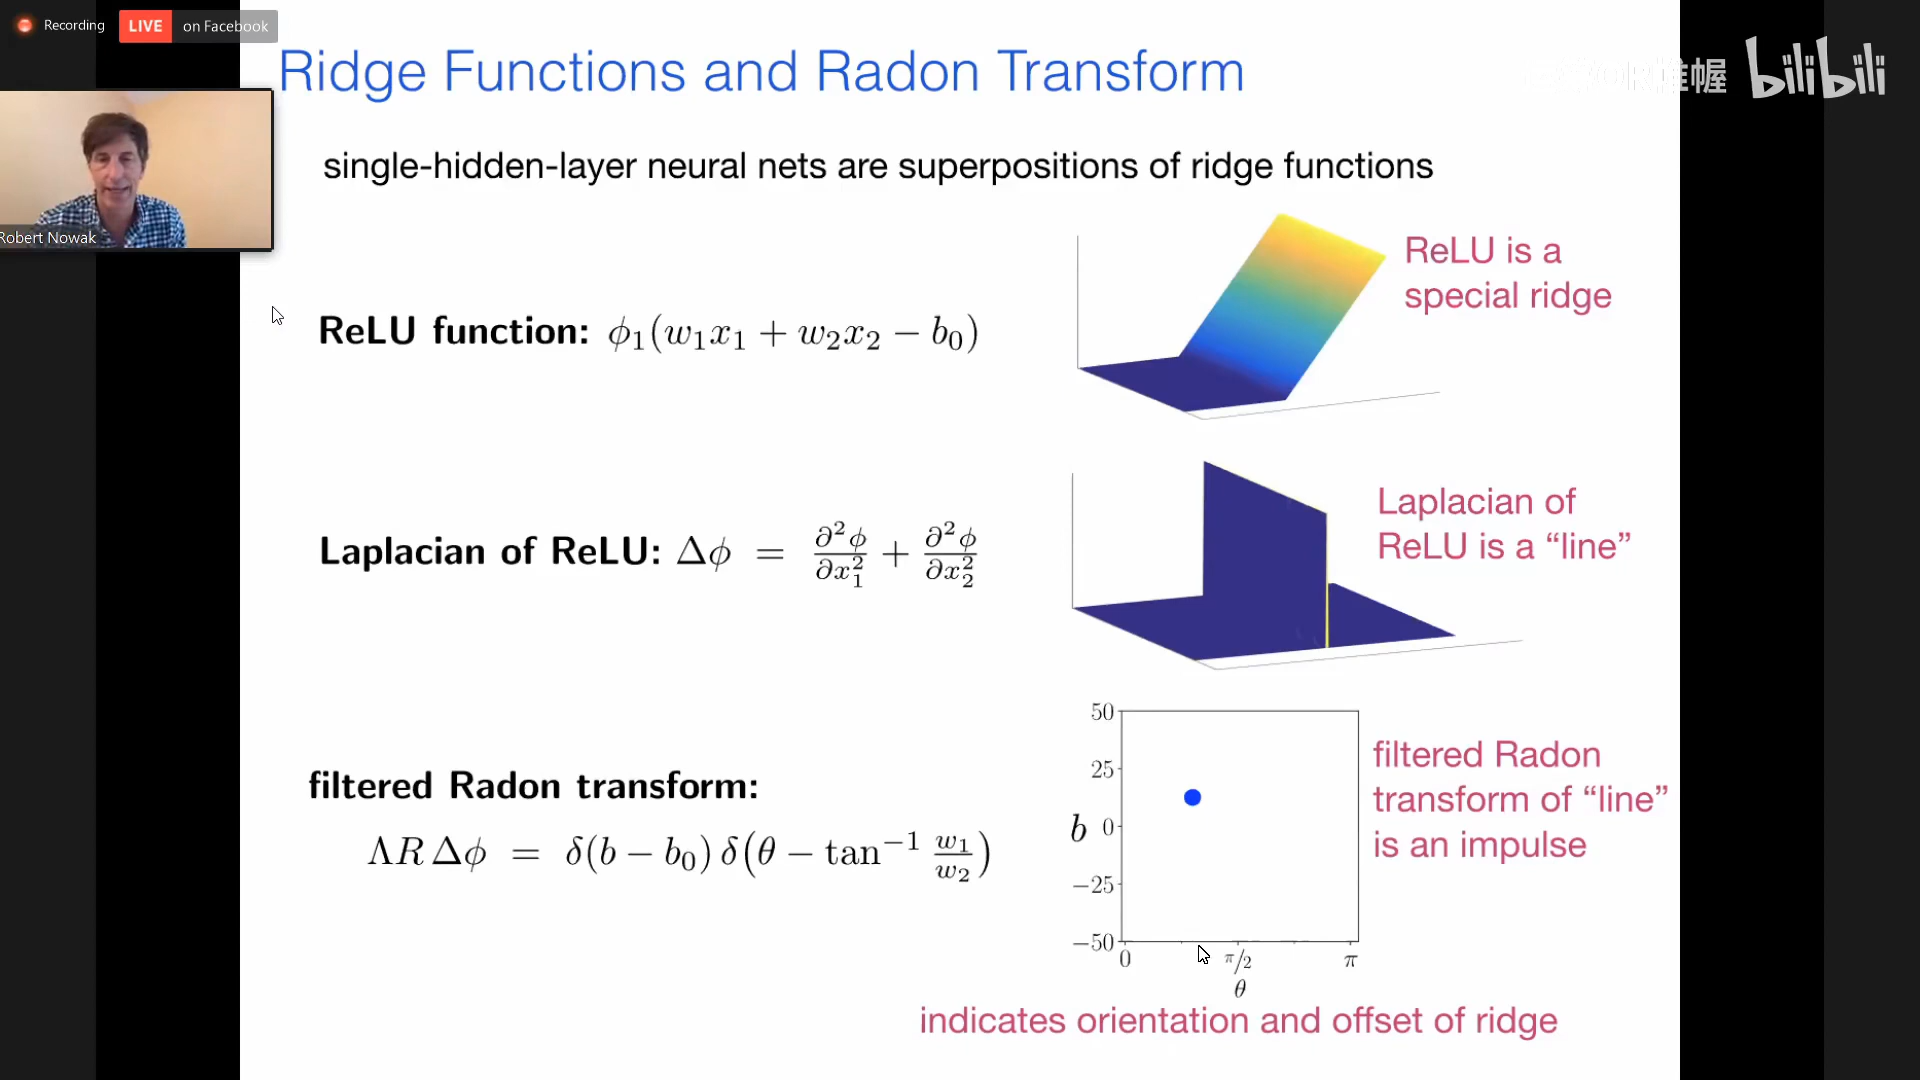 Recording
LIVE on Facebook
Ridge Functions and Radon Transform
帷幄 bilibili
Robert Nowak
single-hidden-layer neural nets are superpositions of ridge functions
ReLU is a
special ridge
ReLU function: ϕ₁(w₁x₁ + w₂x₂ − b₀)
Laplacian of
ReLU is a “line”
Laplacian of ReLU: Δϕ = ∂²ϕ/∂x₁² + ∂²ϕ/∂x₂²
filtered Radon transform:
ΛR Δϕ = δ(b − b₀) δ(θ − tan⁻¹ w₁/w₂)
50
25
b 0
−25
−50
0 π/2 π
θ
filtered Radon
transform of “line”
is an impulse
indicates orientation and offset of ridge